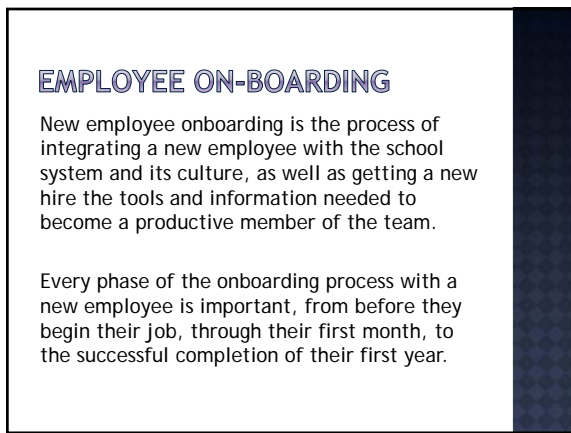 EMPLOYEE ON-BOARDING
New employee onboarding is the process of
integrating a new employee with the school
system and its culture, as well as getting a new
hire the tools and information needed to
become a productive member of the team.
Every phase of the onboarding process with a
new employee is important, from before they
begin their job, through their first month, to
the successful completion of their first year.